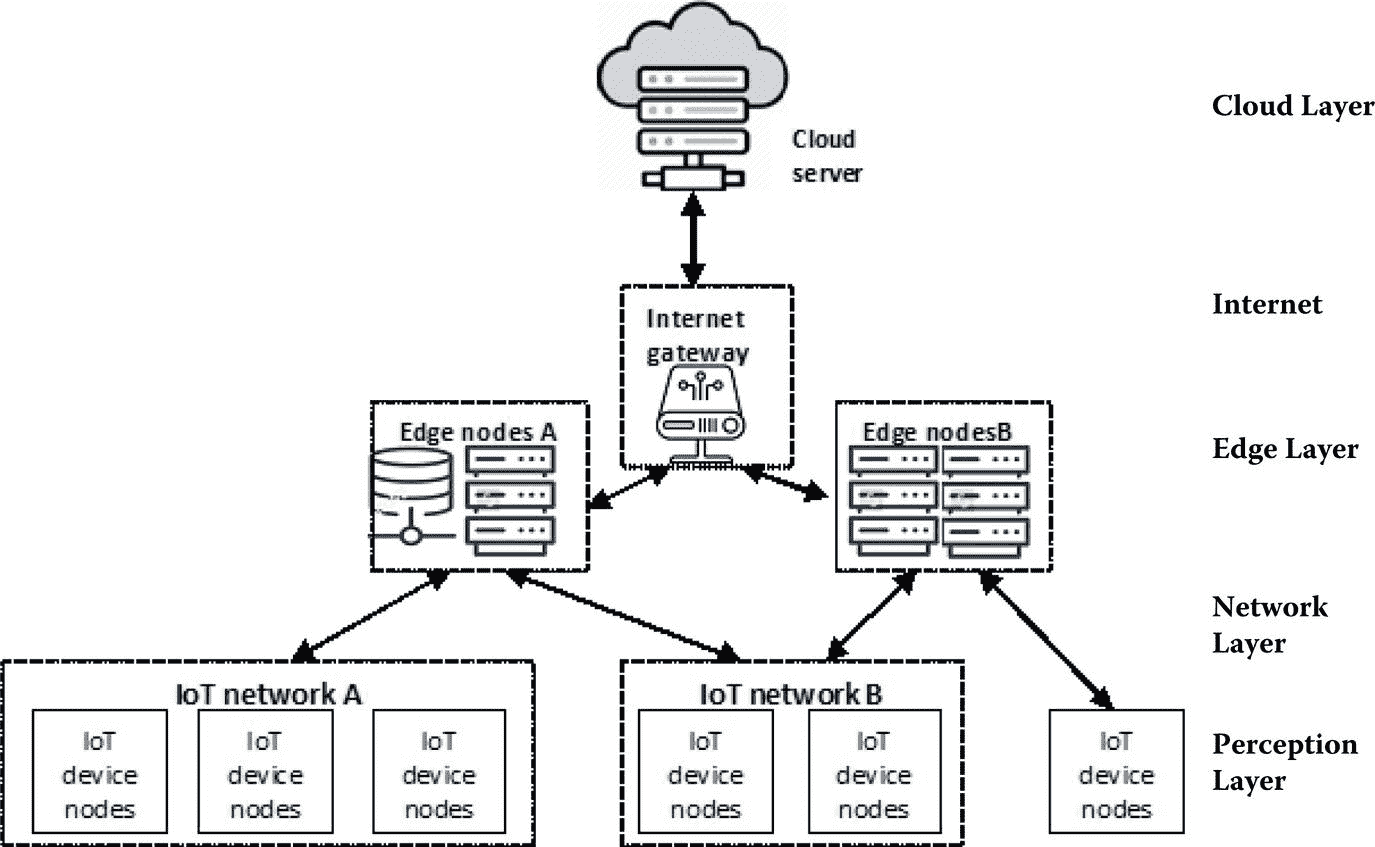 Cloud Layer
Cloud
server
Internet
Internet
gateway
Edge nodes A
Edge nodesB
Edge Layer
Network
Layer
IoT network A
IoT network B
IoT
device
nodes
IoT
device
nodes
IoT
device
nodes
IoT
device
nodes
IoT
device
nodes
IoT
device
nodes
Perception
Layer